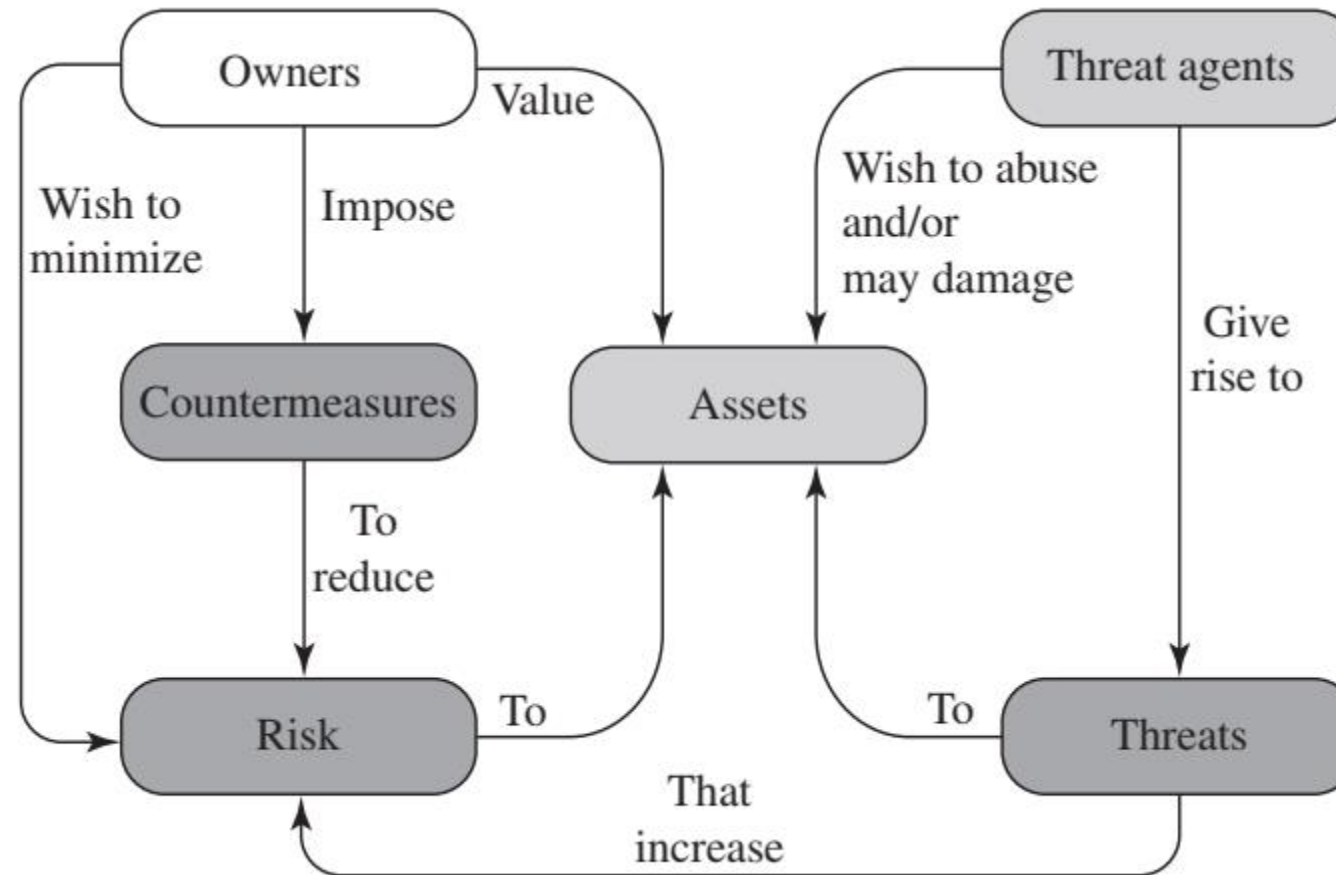 Owners
Threat agents
Value
Wish to
minimize
Impose
Wish to abuse
and/or
may damage
Give
rise to
Countermeasures
Assets
To
reduce
Risk
To
To
Threats
That
increase